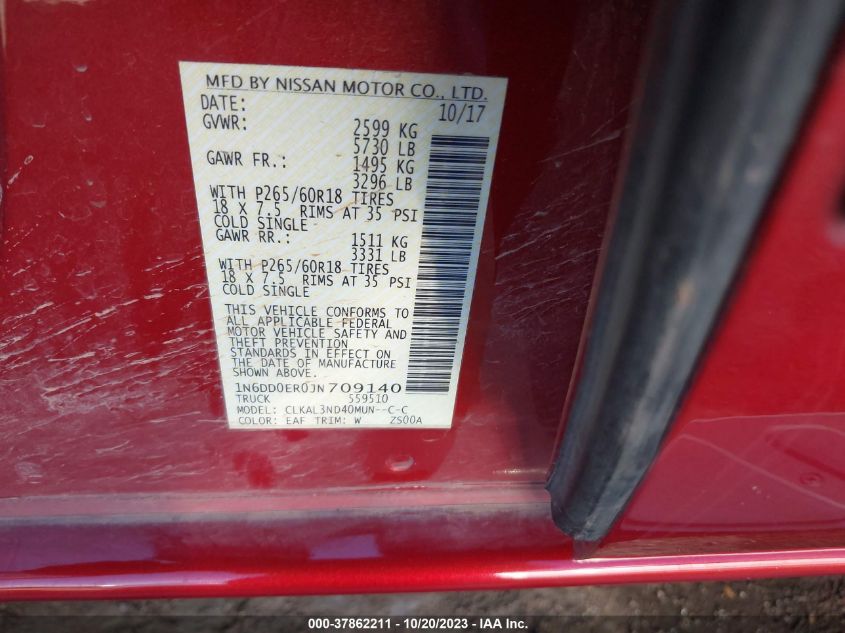 MFD BY NISSAN MOTOR CO., LTD.
DATE: 10/17
GVWR: 2599 KG
5730 LB
GAWR FR.: 1495 KG
3296 LB
WITH P265/60R18 TIRES
18 X 7.5 RIMS AT 35 PSI
COLD SINGLE
GAWR RR.: 1511 KG
3331 LB
WITH P265/60R18 TIRES
18 X 7.5 RIMS AT 35 PSI
COLD SINGLE
THIS VEHICLE CONFORMS TO
ALL APPLICABLE FEDERAL
MOTOR VEHICLE SAFETY AND
THEFT PREVENTION
STANDARDS IN EFFECT ON
THE DATE OF MANUFACTURE
SHOWN ABOVE.
1N6DD0ER0JN709140
TRUCK 559510
MODEL: CLKAL3ND40MUN--C-C
COLOR: EAF TRIM: W ZS00A
000-37862211 - 10/20/2023 - IAA Inc.